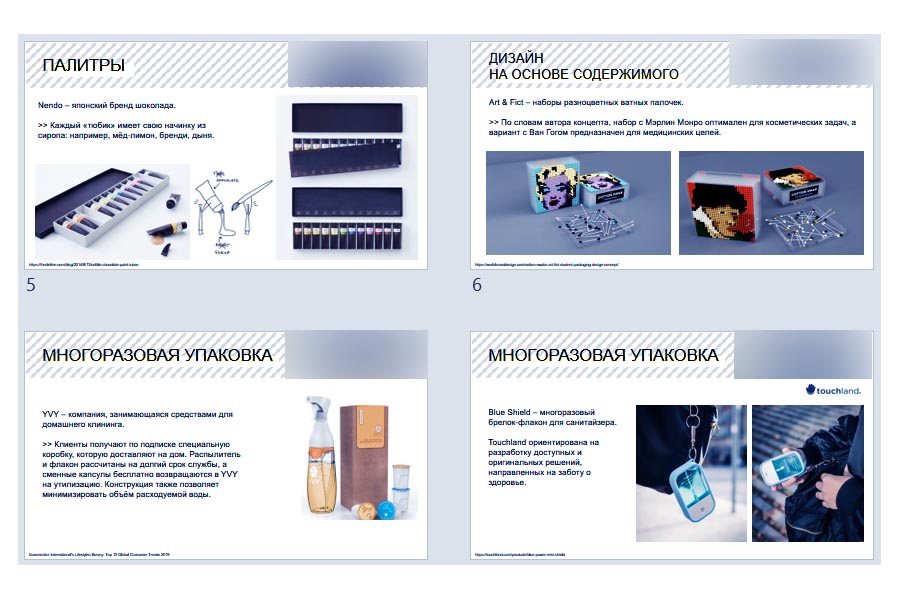 ПАЛИТРЫ
Nendo – японский бренд шоколада.
>> Каждый «тюбик» имеет свою начинку из
сиропа: например, мёд-лимон, бренди, дыня.
5
ДИЗАЙН
НА ОСНОВЕ СОДЕРЖИМОГО
Art & Fict – наборы разноцветных ватных палочек.
>> По словам автора концепта, набор с Мэрлин Монро оптимален для косметических задач, а
вариант с Ван Гогом предназначен для медицинских целей.
6
МНОГОРАЗОВАЯ УПАКОВКА
YVY – компания, занимающаяся средствами для
домашнего клининга.
>> Клиенты получают по подписке специальную
коробку, которую доставляют на дом. Распылитель
и флакон рассчитаны на долгий срок службы, а
сменные капсулы бесплатно возвращаются в YVY
на утилизацию. Конструкция также позволяет
минимизировать объём расходуемой воды.
Euromonitor International's Lifestyles Survey. Top 10 Global Consumer Trends 2019
МНОГОРАЗОВАЯ УПАКОВКА
touchland.
Blue Shield – многоразовый
брелок-флакон для санитайзера.
Touchland ориентирована на
разработку доступных и
оригинальных решений,
направленных на заботу о
здоровье.